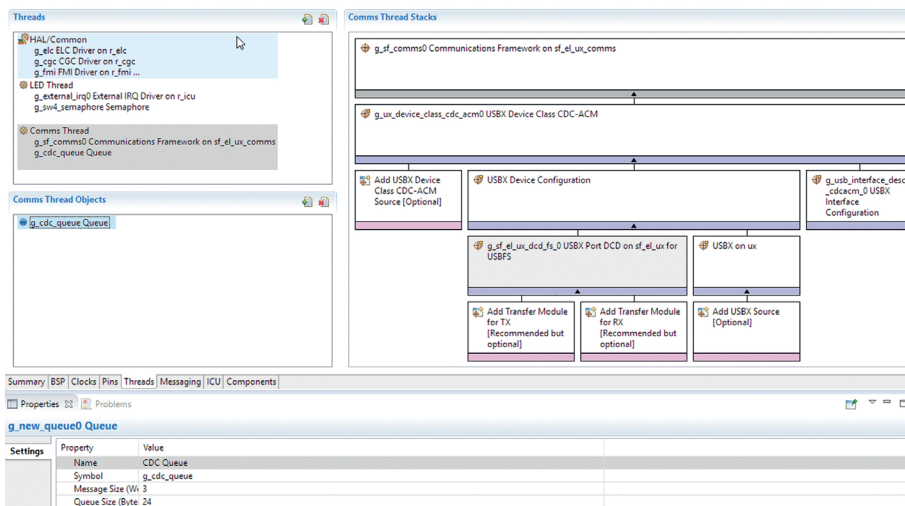 Threads
HAL/Common
g_elc ELC Driver on r_elc
g_cgc CGC Driver on r_cgc
g_fmi FMI Driver on r_fmi ...
LED Thread
g_external_irq0 External IRQ Driver on r_icu
g_sw4_semaphore Semaphore
Comms Thread
g_sf_comms0 Communications Framework on sf_el_ux_comms
g_cdc_queue Queue
Comms Thread Objects
g_cdc_queue Queue
Comms Thread Stacks
g_sf_comms0 Communications Framework on sf_el_ux_comms
g_ux_device_class_cdc_acm0 USBX Device Class CDC-ACM
Add USBX Device
Class CDC-ACM
Source [Optional]
USBX Device Configuration
g_usb_interface_desc
_cdcacm_0 USBX
Interface
Configuration
g_sf_el_ux_dcd_fs_0 USBX Port DCD on sf_el_ux for
USBFS
USBX on ux
Add Transfer Module
for TX
[Recommended but
optional]
Add Transfer Module
for RX
[Recommended but
optional]
Add USBX Source
[Optional]
Summary BSP Clocks Pins Threads Messaging ICU Components
Properties Problems
g_new_queue0 Queue
Settings
Property Value
Name CDC Queue
Symbol g_cdc_queue
Message Size (W 3
Queue Size (Byte 24